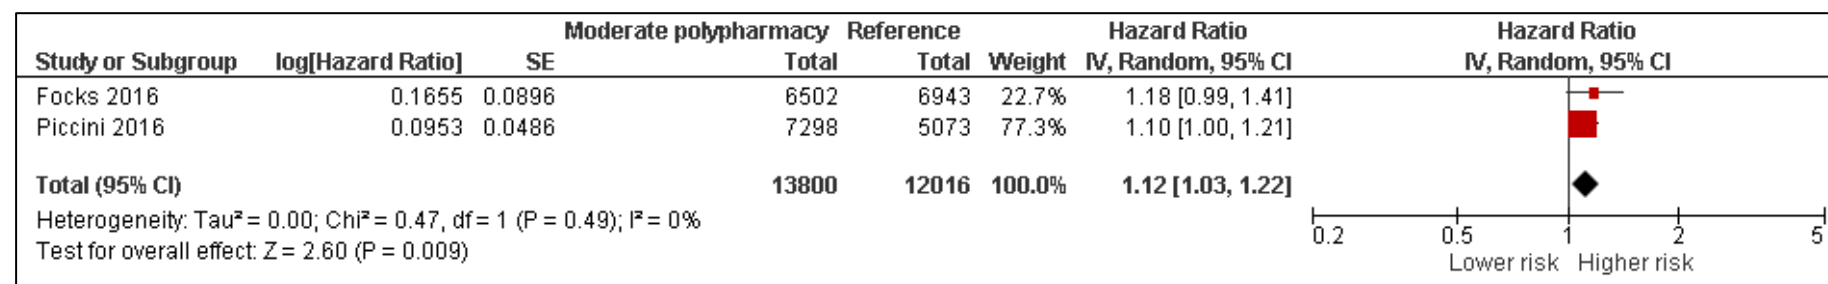 Moderate polypharmacy Reference Hazard Ratio Hazard Ratio
Study or Subgroup log[Hazard Ratio] SE Total Total Weight IV, Random, 95% CI IV, Random, 95% CI
Focks 2016 0.1655 0.0896 6502 6943 22.7% 1.18 [0.99, 1.41]
Piccini 2016 0.0953 0.0486 7298 5073 77.3% 1.10 [1.00, 1.21]
Total (95% CI) 13800 12016 100.0% 1.12 [1.03, 1.22]
Heterogeneity: Tau² = 0.00; Chi² = 0.47, df = 1 (P = 0.49); I² = 0%
Test for overall effect: Z = 2.60 (P = 0.009)
0.2 0.5 1 2 5
Lower risk Higher risk